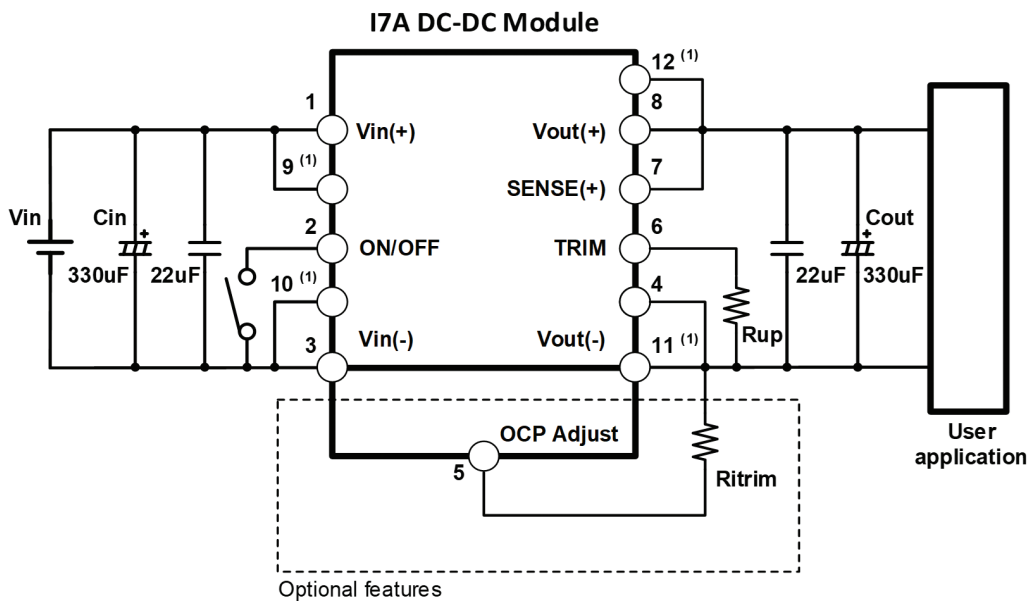 I7A DC-DC Module
12 (1)
1
8
Vin(+)
Vout(+)
9 (1)
7
SENSE(+)
Vin
Cin
+
2
6
+
Cout
ON/OFF
TRIM
330uF
22uF
10 (1)
4
22uF
330uF
Rup
3
Vin(-)
Vout(-)
11 (1)
OCP Adjust
5
Ritrim
User
application
Optional features